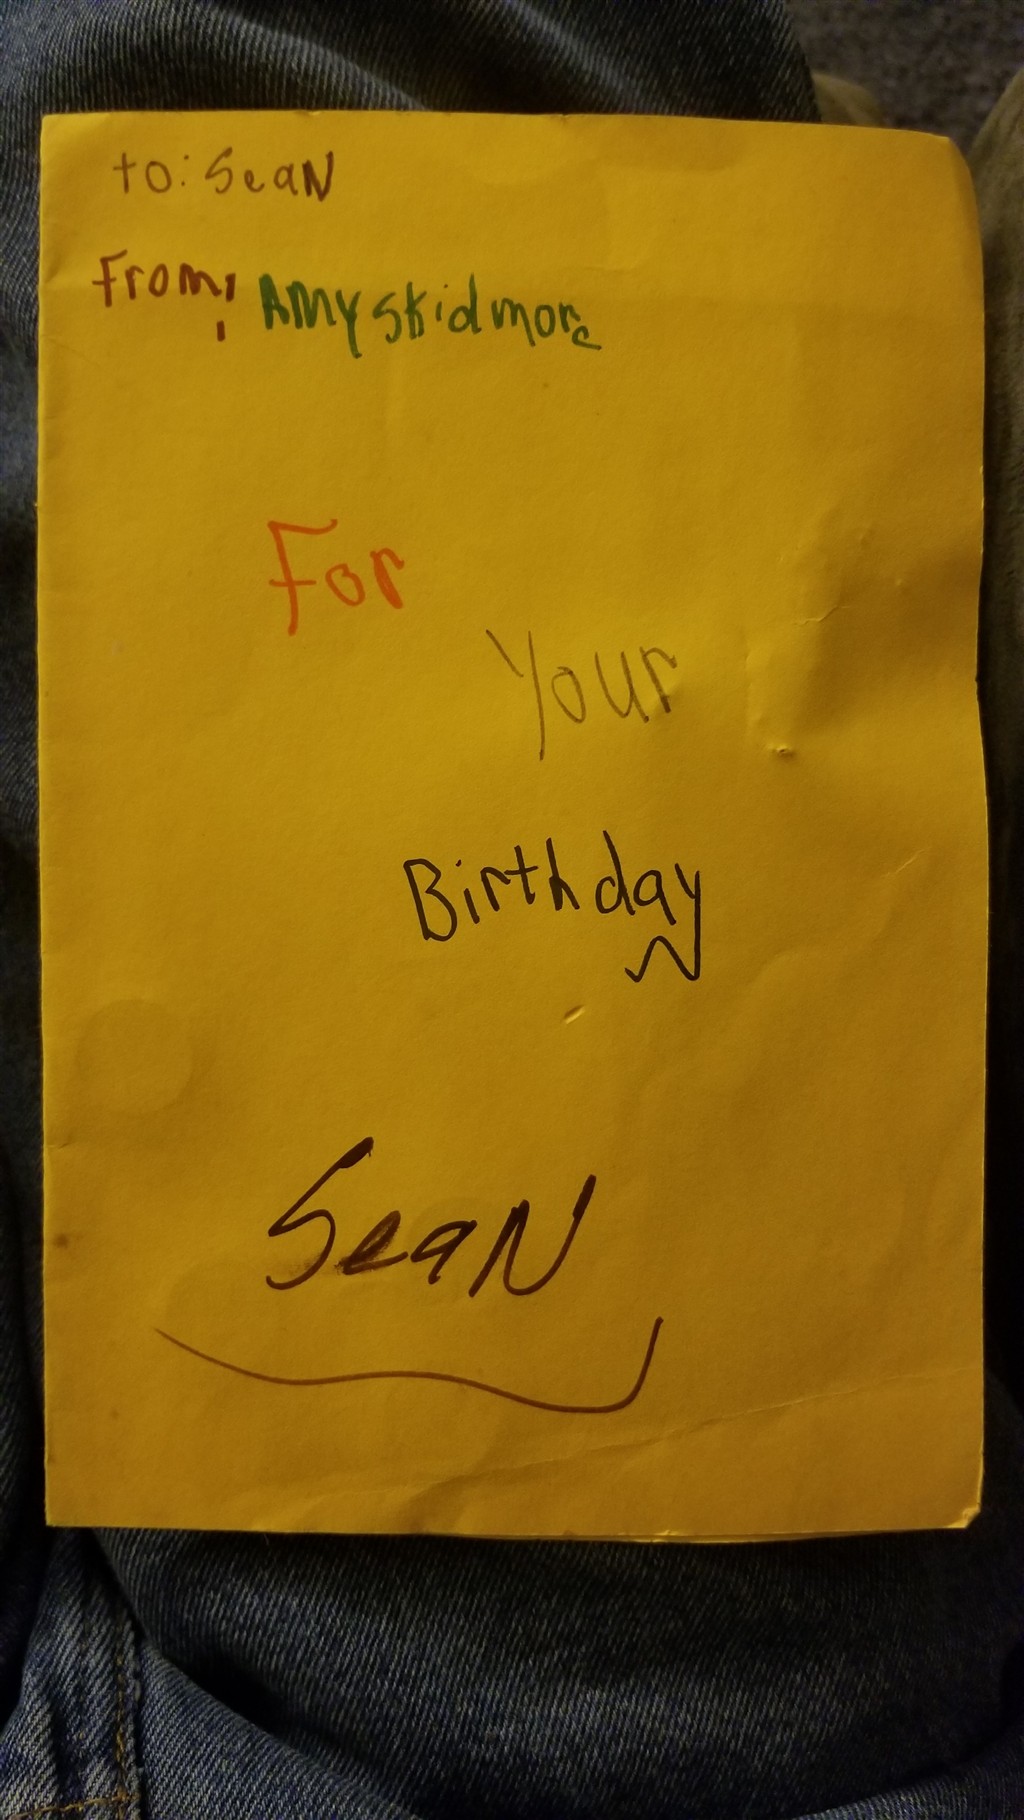 to: SeaN
From: AMy skidmore
For
Your
Birthday
SeaN